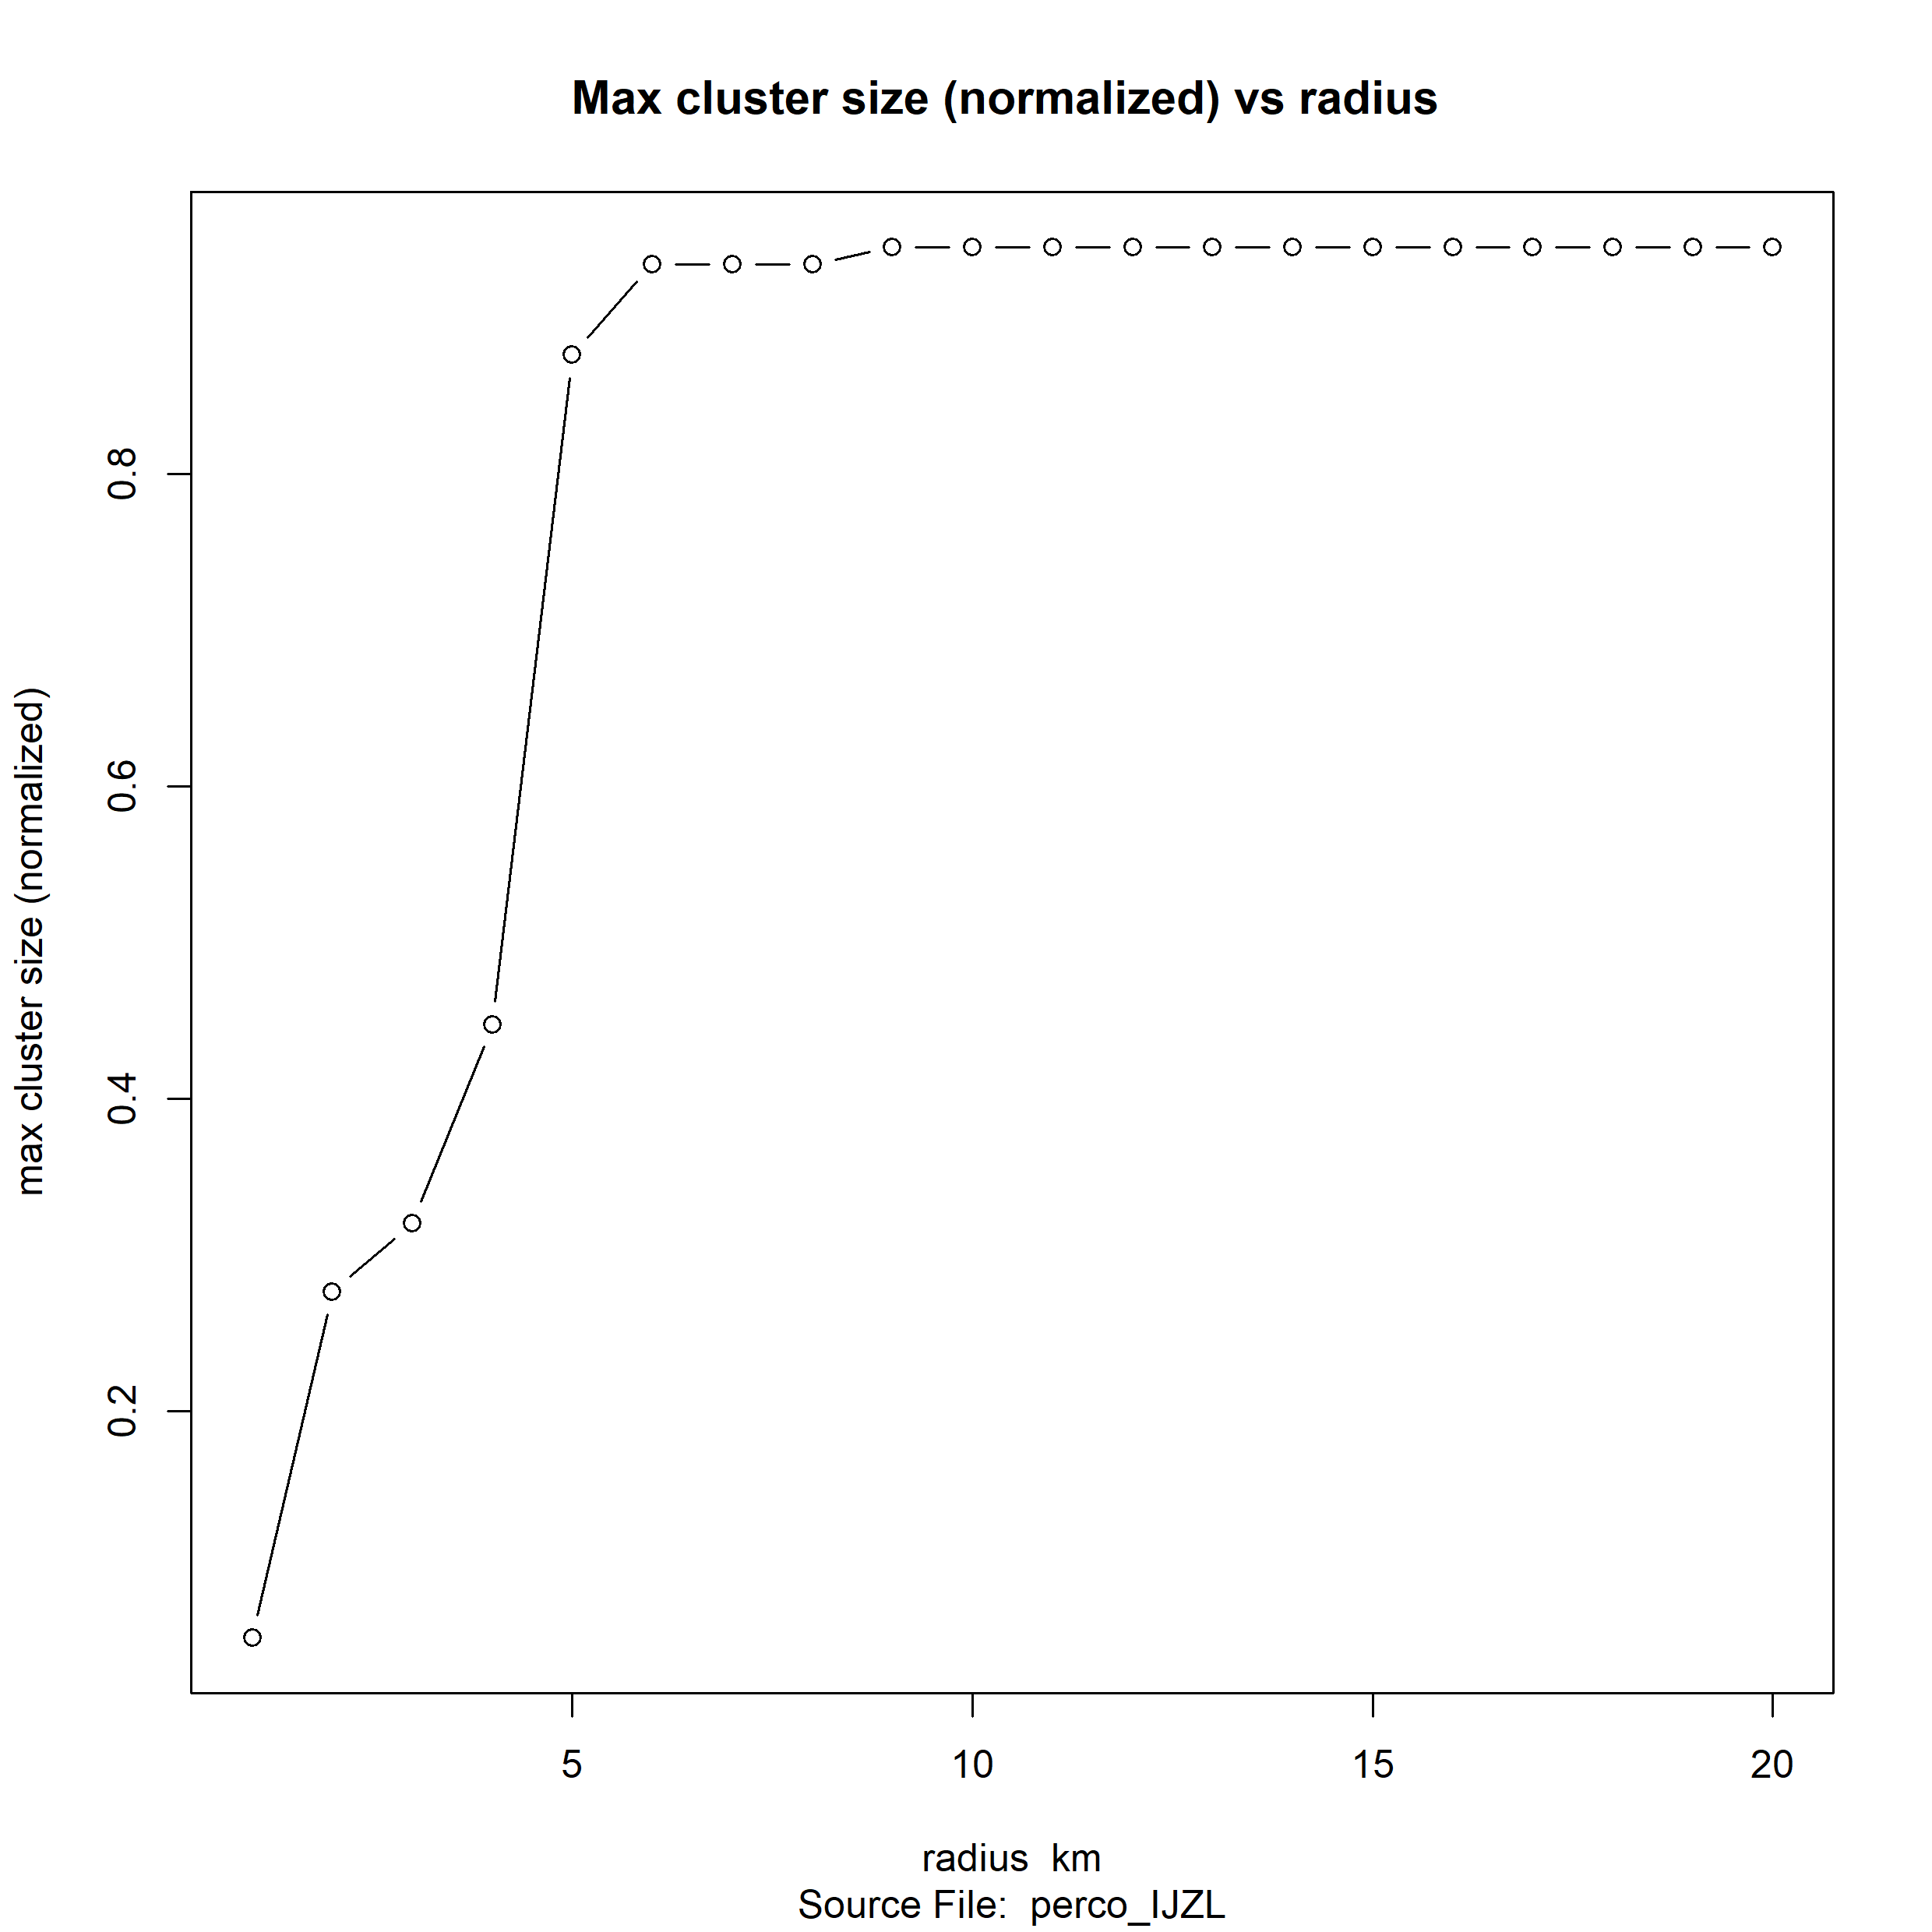 Max cluster size (normalized) vs radius
max cluster size (normalized)
0.8
0.6
0.4
0.2
5 10 15 20
radius  km
Source File:  perco_IJZL